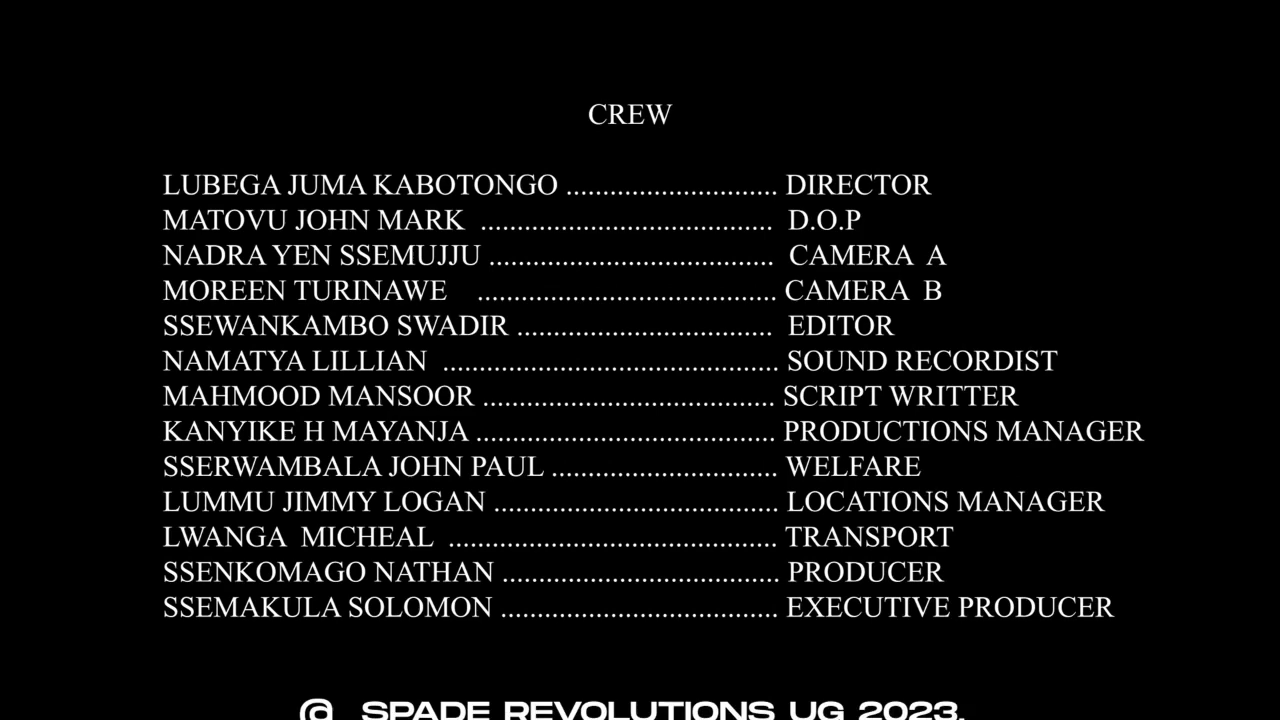 CREW
LUBEGA JUMA KABOTONGO ............................. DIRECTOR
MATOVU JOHN MARK ........................................ D.O.P
NADRA YEN SSEMUJJU ....................................... CAMERA A
MOREEN TURINAWE ......................................... CAMERA B
SSEWANKAMBO SWADIR ................................... EDITOR
NAMATYA LILLIAN .............................................. SOUND RECORDIST
MAHMOOD MANSOOR ........................................ SCRIPT WRITTER
KANYIKE H MAYANJA ......................................... PRODUCTIONS MANAGER
SSERWAMBALA JOHN PAUL ............................... WELFARE
LUMMU JIMMY LOGAN ....................................... LOCATIONS MANAGER
LWANGA MICHEAL ............................................. TRANSPORT
SSENKOMAGO NATHAN ...................................... PRODUCER
SSEMAKULA SOLOMON ...................................... EXECUTIVE PRODUCER
© SPADE REVOLUTIONS UG 2023.